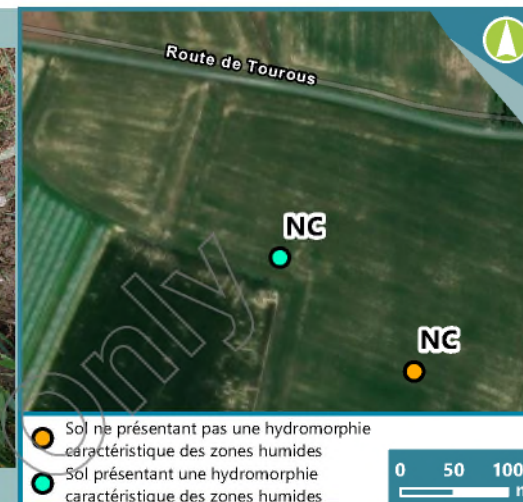 Route de Tourous
NC
NC
Sol ne présentant pas une hydromorphie
caractéristique des zones humides
Sol présentant une hydromorphie
caractéristique des zones humides
0 50 100
m
Only